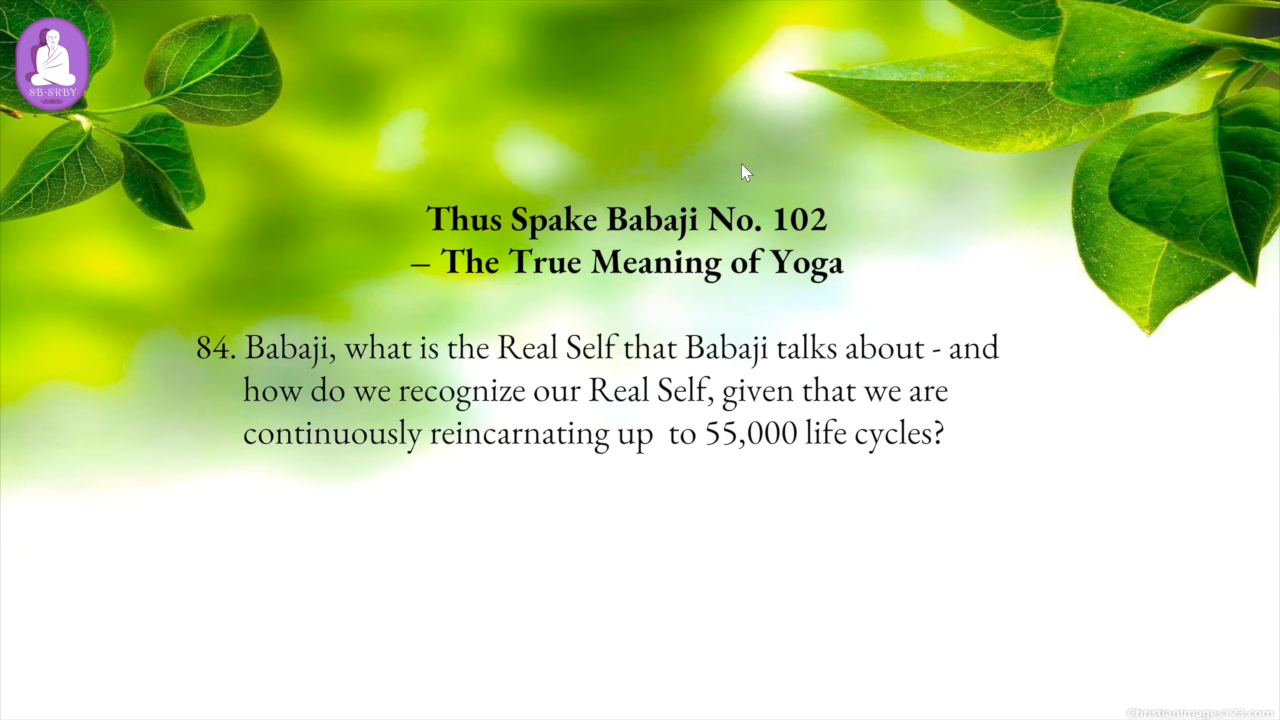 SB-SRBY
Thus Spake Babaji No. 102
– The True Meaning of Yoga
84. Babaji, what is the Real Self that Babaji talks about - and
how do we recognize our Real Self, given that we are
continuously reincarnating up  to 55,000 life cycles?
ChristianImages123.com